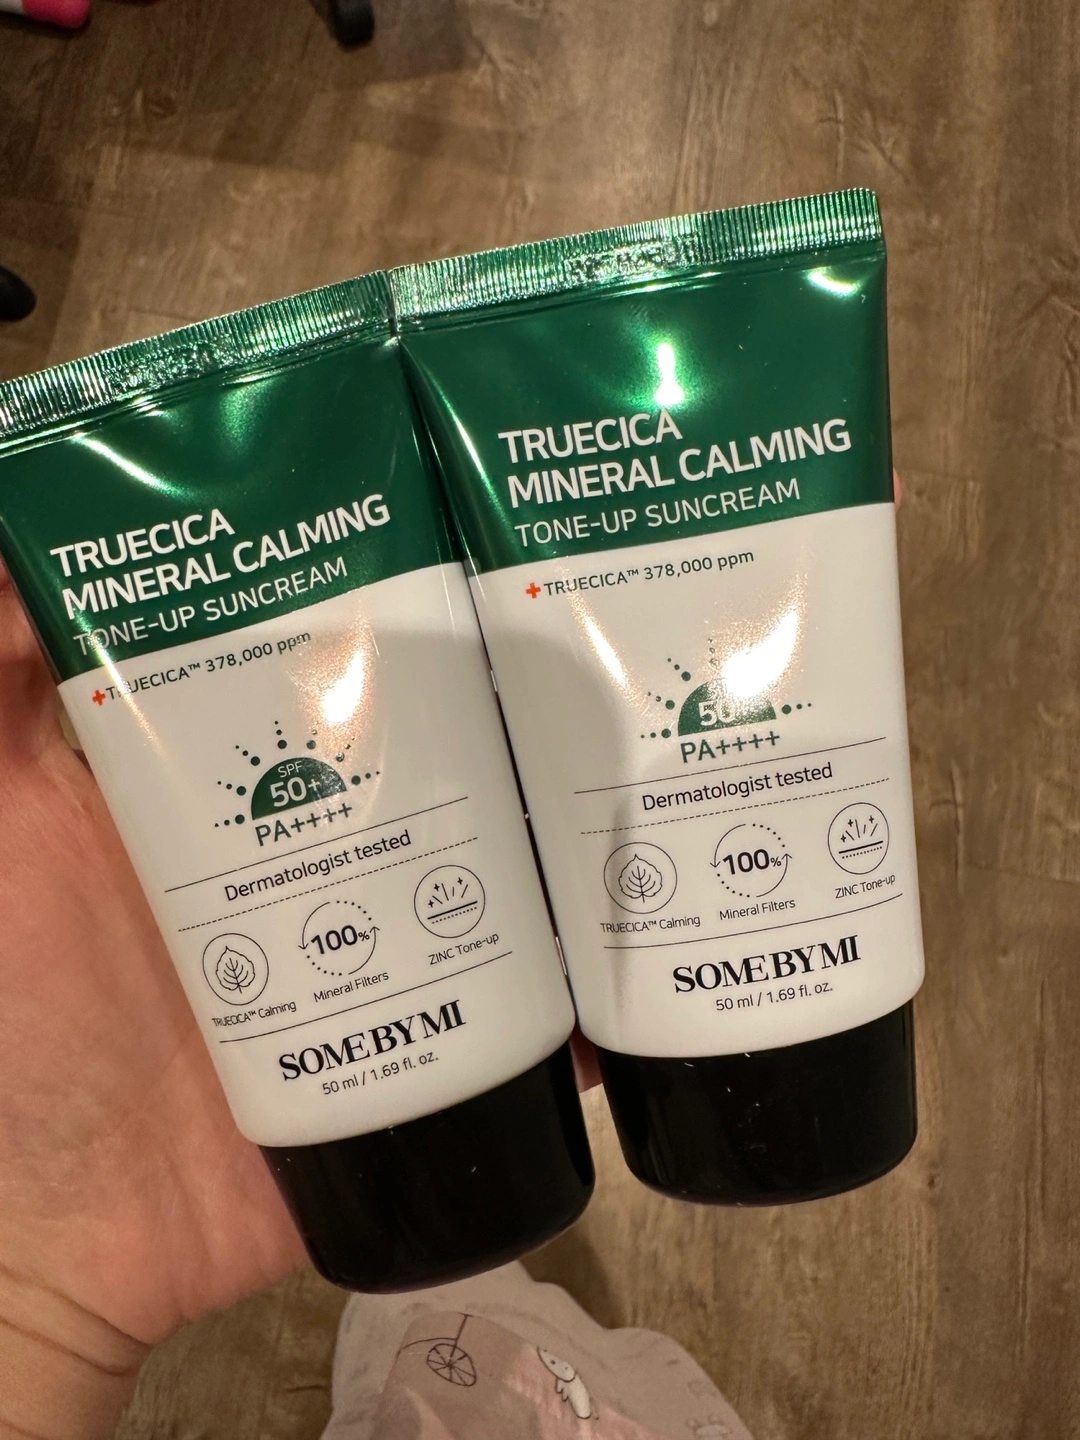 TRUECICA
MINERAL CALMING
TONE-UP SUNCREAM
TRUECICA™ 378,000 ppm
SPF
50+
PA++++
Dermatologist tested
TRUECICA™ Calming
100%
Mineral Filters
ZINC Tone-up
SOME BY MI
50 ml / 1.69 fl. oz.
TRUECICA
MINERAL CALMING
TONE-UP SUNCREAM
TRUECICA™ 378,000 ppm
50
PA++++
Dermatologist tested
TRUECICA™ Calming
100%
Mineral Filters
ZINC Tone-up
SOME BY MI
50 ml / 1.69 fl. oz.